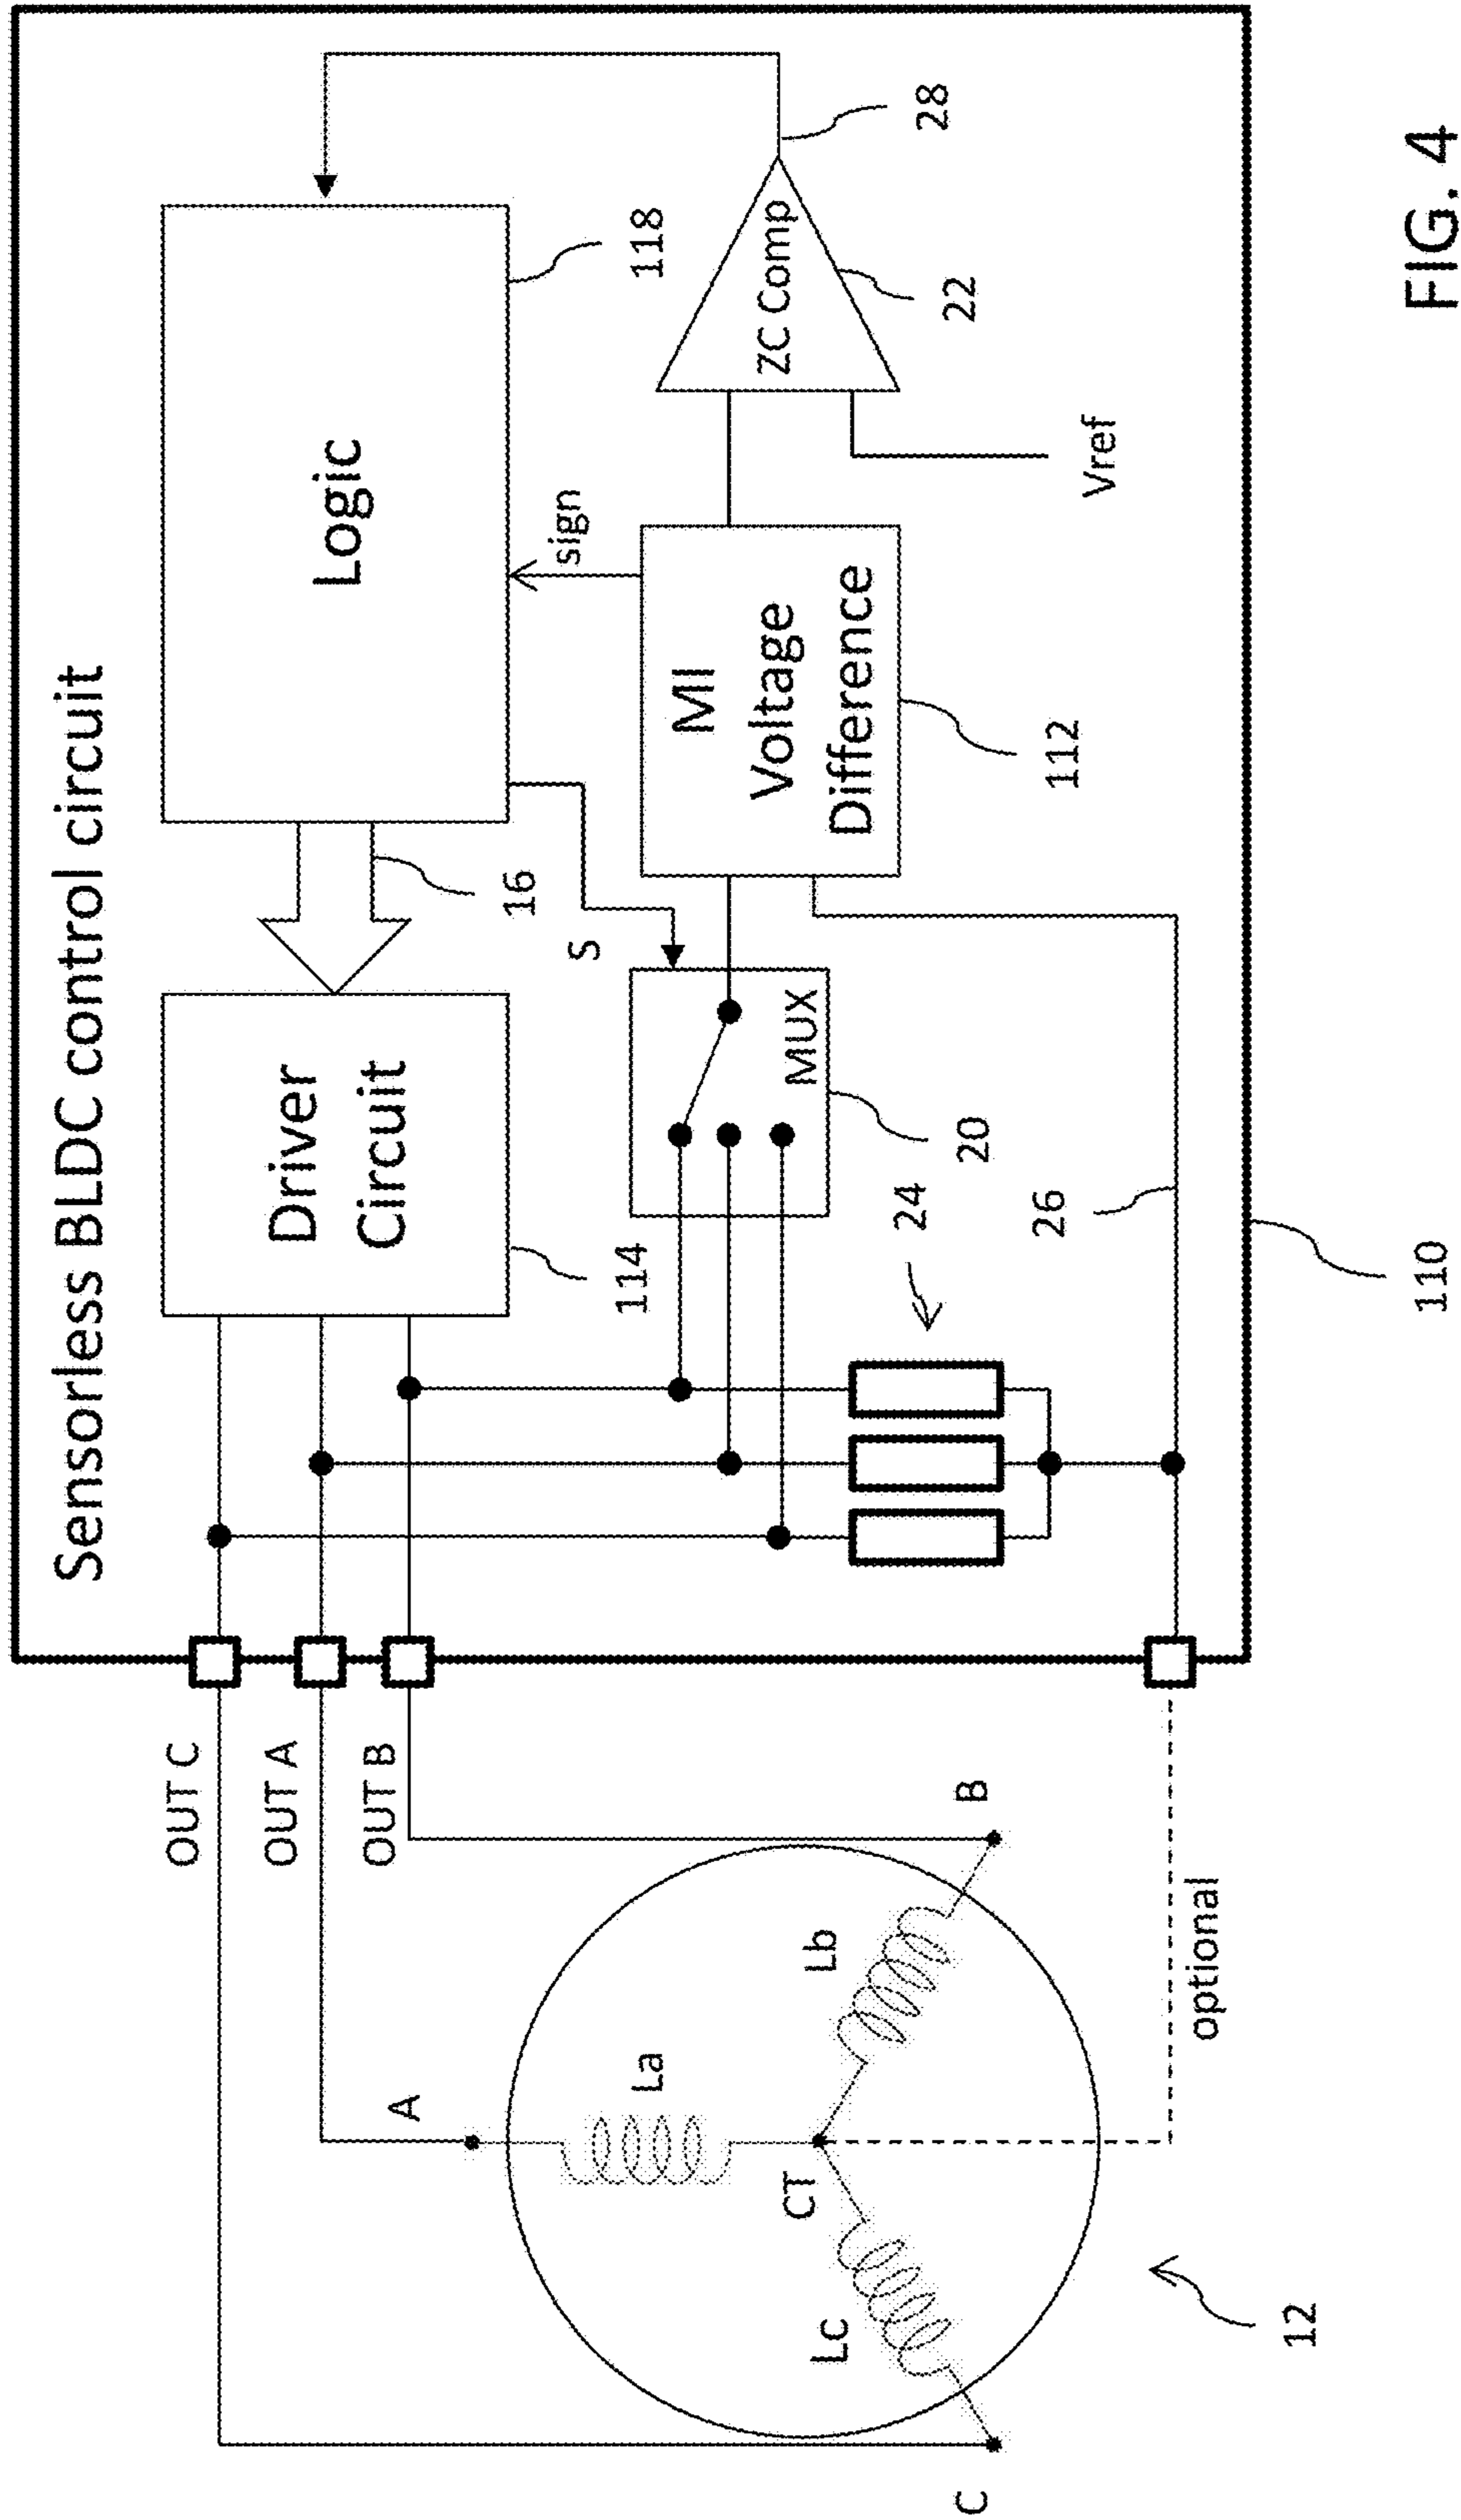 Sensorless BLDC control circuit
OUT C
OUT A
OUT B
Driver
Circuit
114
16
Logic
118
S
sign
MUX
20
MI
Voltage
Difference
112
ZC Comp
22
28
Vref
24
26
110
A
La
B
Lb
CT
Lc
C
optional
12
FIG. 4